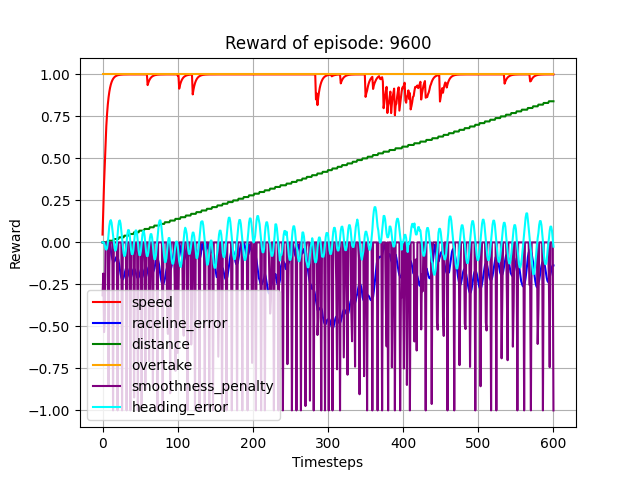 Reward of episode: 9600
Reward
1.00
0.75
0.50
0.25
0.00
−0.25
−0.50
−0.75
−1.00
speed
raceline_error
distance
overtake
smoothness_penalty
heading_error
0 100 200 300 400 500 600
Timesteps